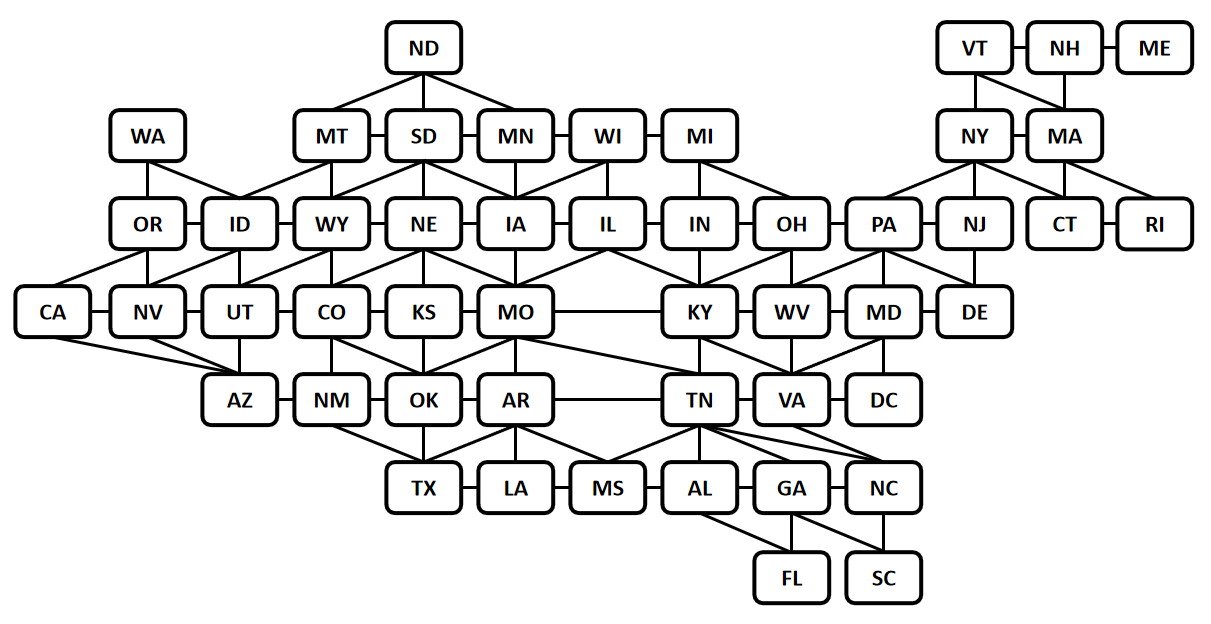 ND VT NH ME
WA MT SD MN WI MI NY MA
OR ID WY NE IA IL IN OH PA NJ CT RI
CA NV UT CO KS MO KY WV MD DE
AZ NM OK AR TN VA DC
TX LA MS AL GA NC
FL SC